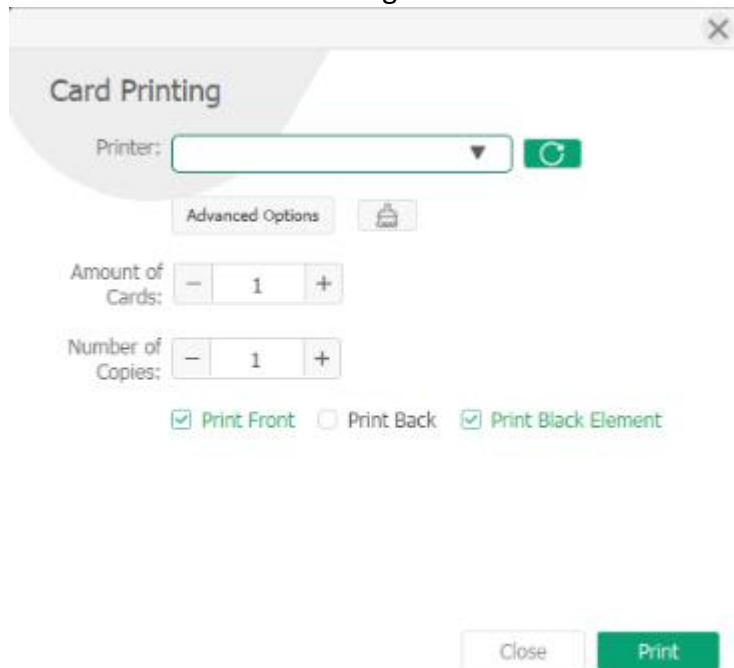 Card Printing
Printer:
Advanced Options
Amount of
Cards:
− 1 +
Number of
Copies:
− 1 +
Print Front Print Back Print Black Element
Close Print